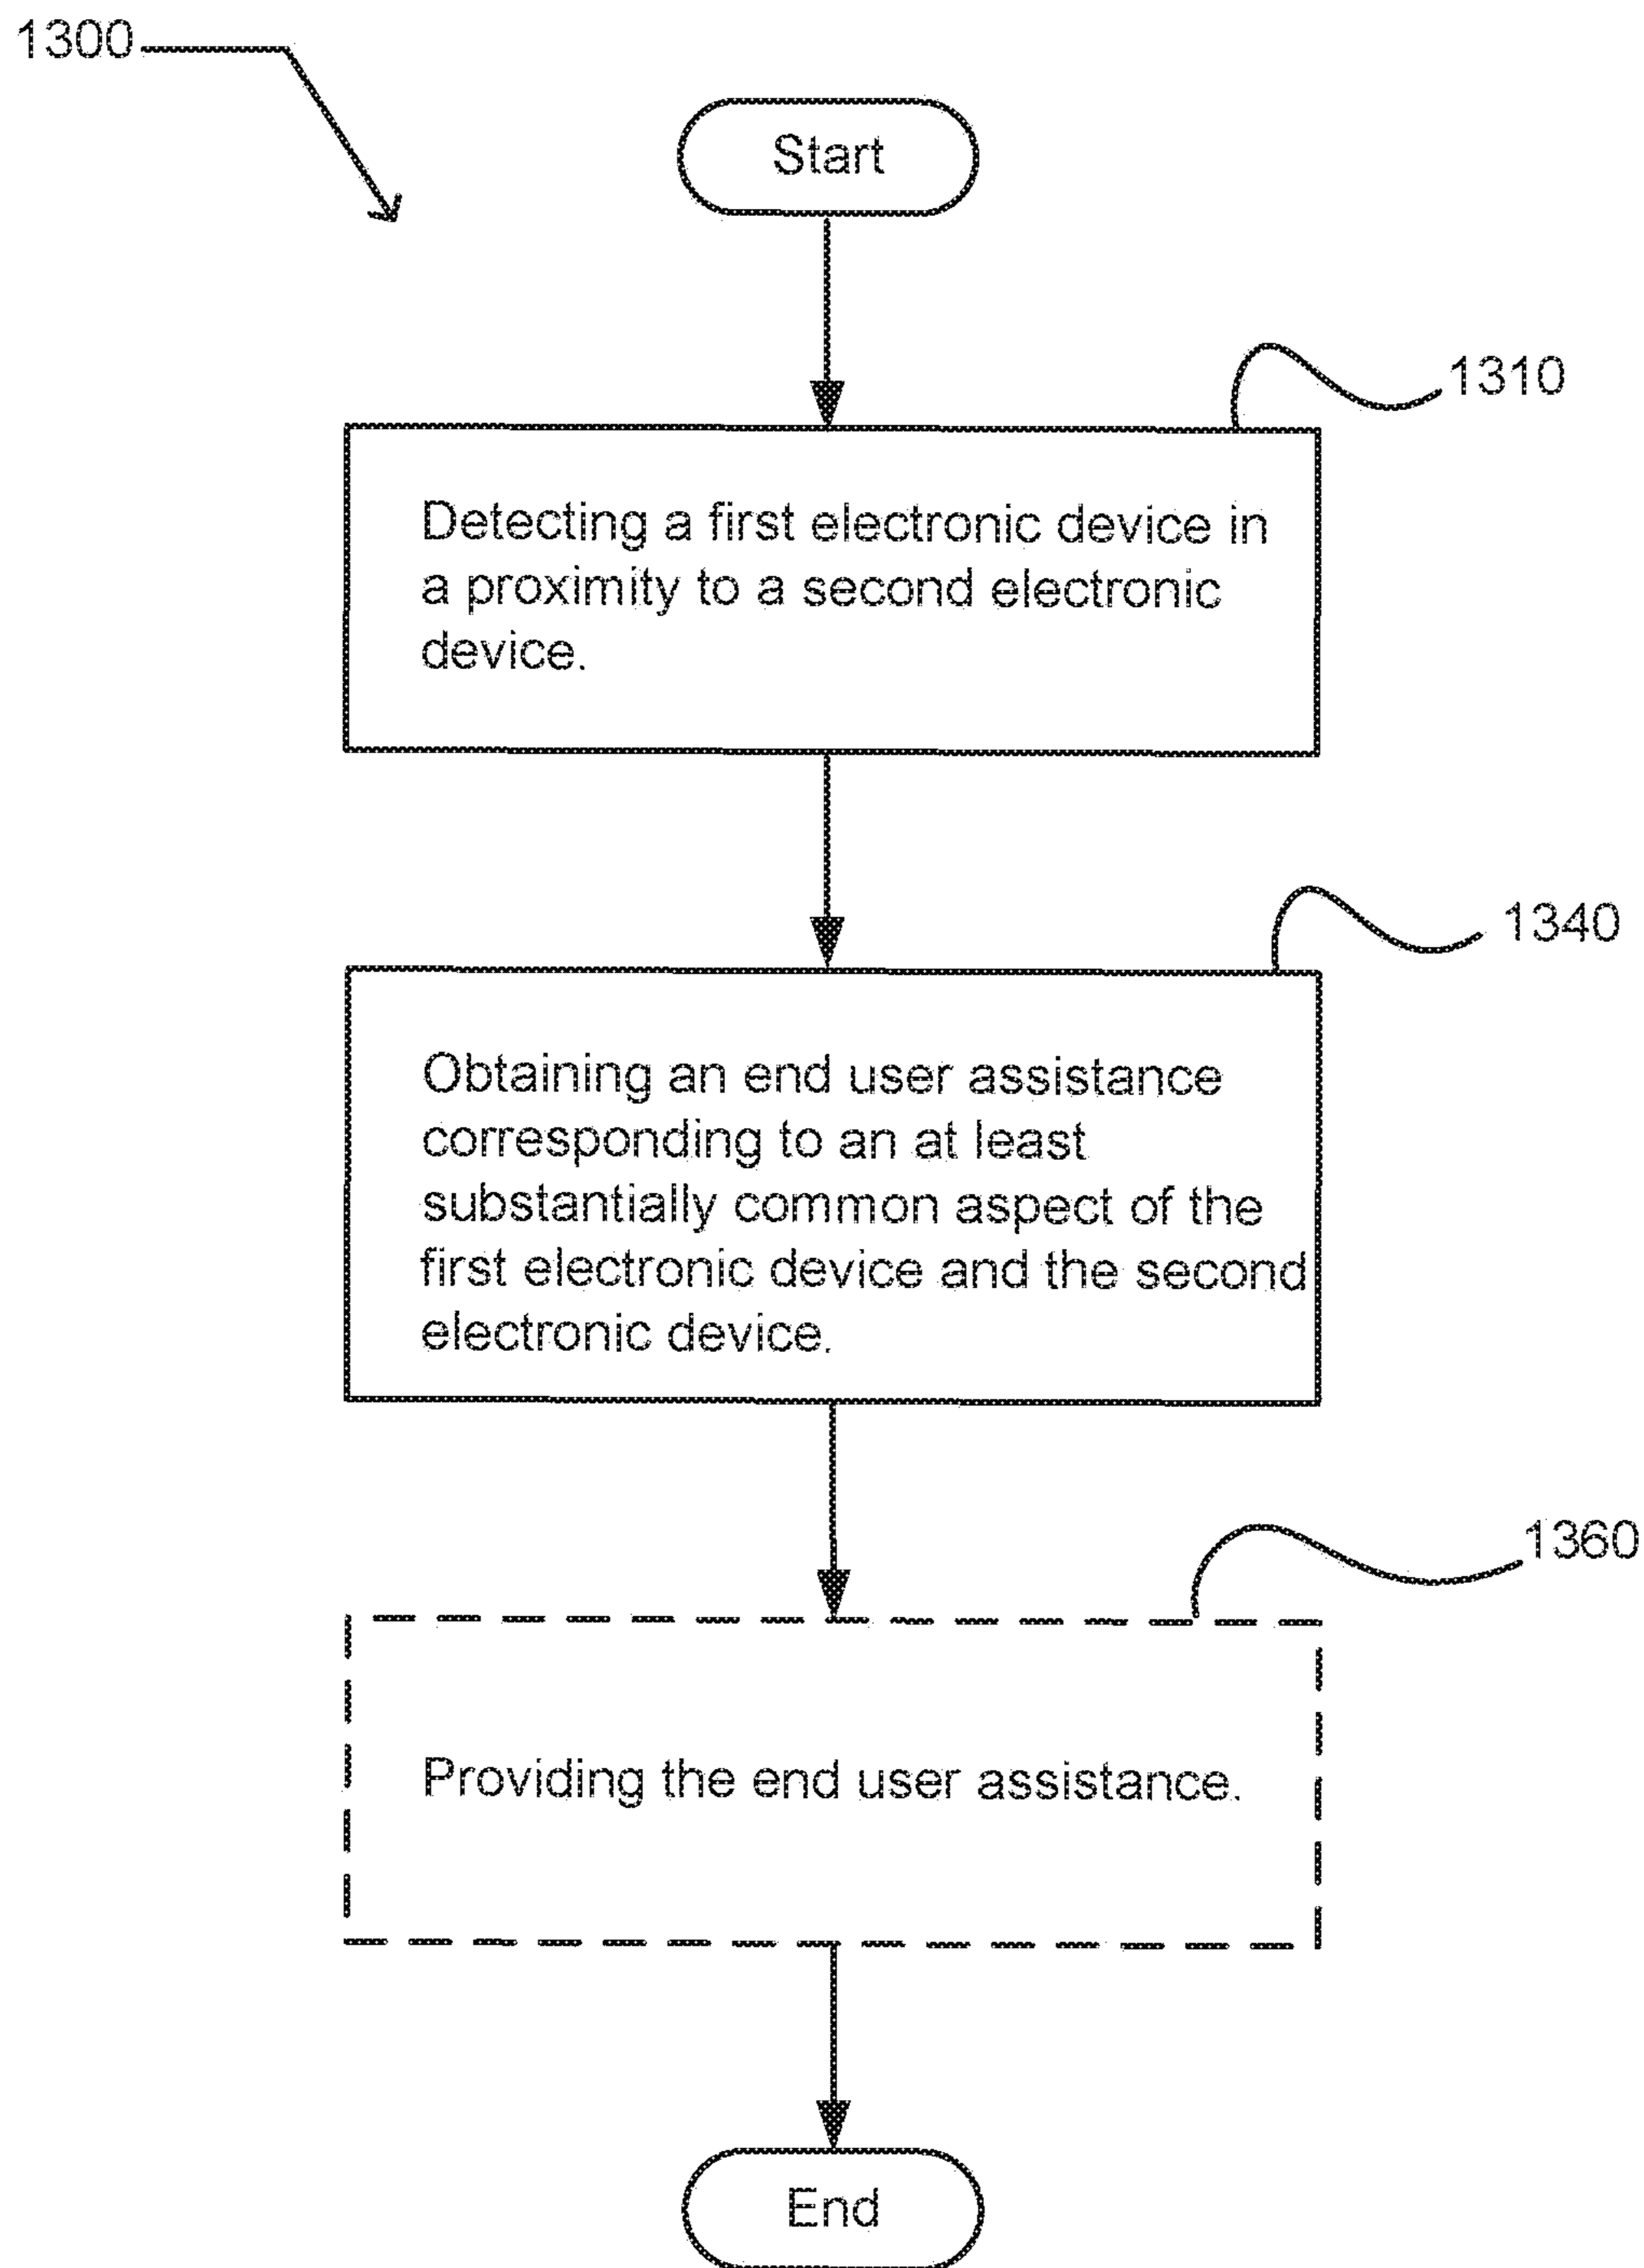 1300
Start
1310
Detecting a first electronic device in
a proximity to a second electronic
device.
1340
Obtaining an end user assistance
corresponding to an at least
substantially common aspect of the
first electronic device and the second
electronic device.
1360
Providing the end user assistance.
End